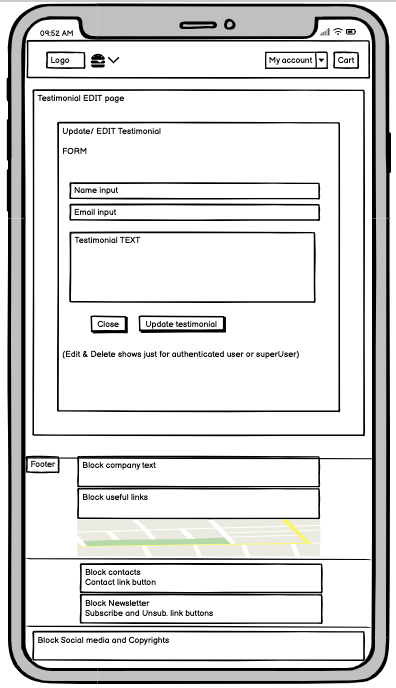 09:52 AM
Logo
My account
Cart
Testimonial EDIT page
Update/ EDIT Testimonial
FORM
Name input
Email input
Testimonial TEXT
Close
Update testimonial
(Edit & Delete shows just for authenticated user or superUser)
Footer
Block company text
Block useful links
Block contacts
Contact link button
Block Newsletter
Subscribe and Unsub. link buttons
Block Social media and Copyrights